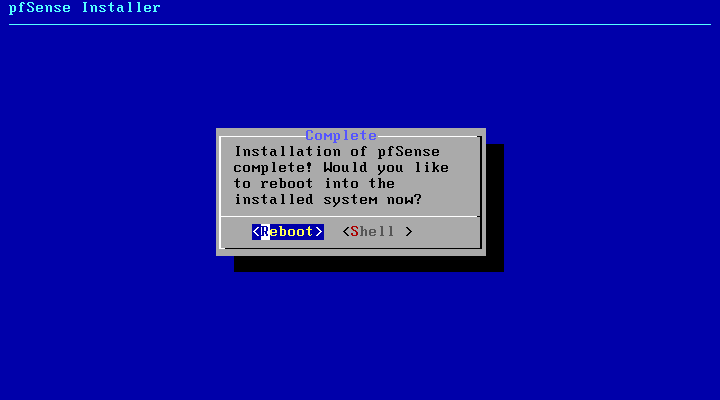 pfSense Installer
Complete
Installation of pfSense
complete! Would you like
to reboot into the
installed system now?
<Reboot> <Shell >